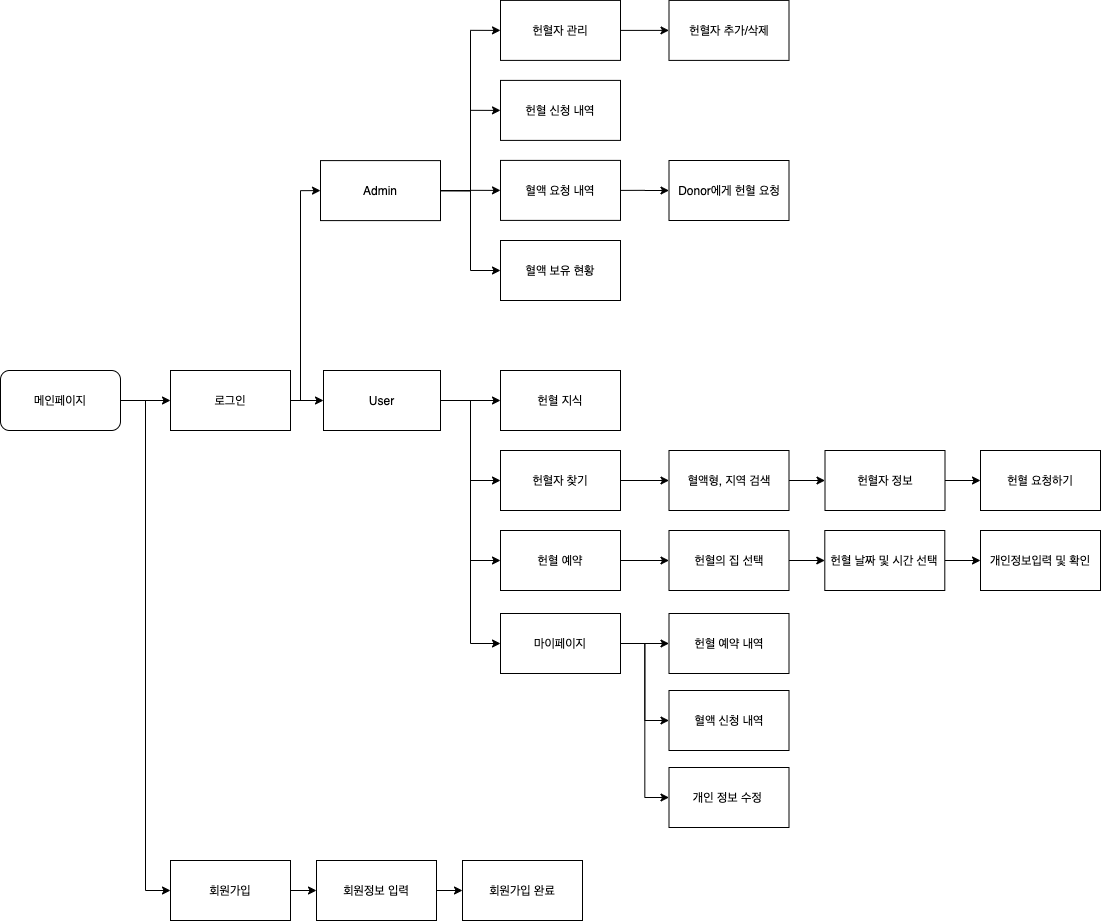 헌혈자 관리
헌혈자 추가/삭제
헌혈 신청 내역
Admin
혈액 요청 내역
Donor에게 헌혈 요청
혈액 보유 현황
메인페이지
로그인
User
헌혈 지식
헌혈자 찾기
혈액형, 지역 검색
헌혈자 정보
헌혈 요청하기
헌혈 예약
헌혈의 집 선택
헌혈 날짜 및 시간 선택
개인정보입력 및 확인
마이페이지
헌혈 예약 내역
혈액 신청 내역
개인 정보 수정
회원가입
회원정보 입력
회원가입 완료